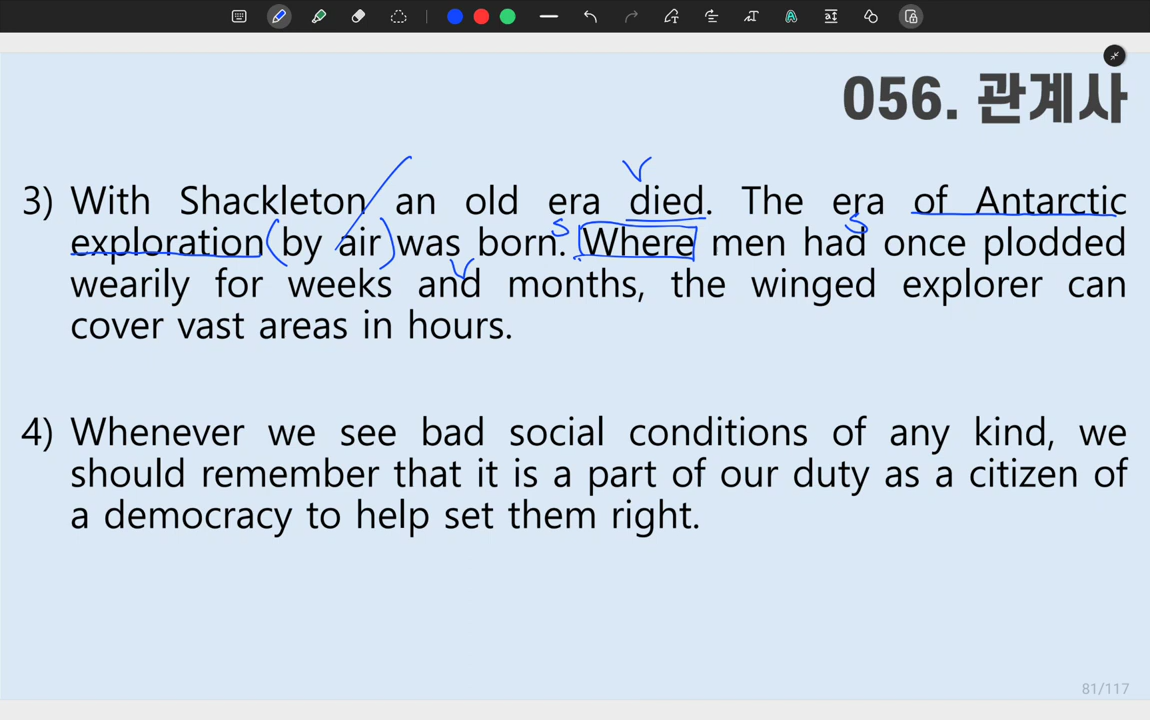 056. 관계사
V
3) With Shackleton an old era died. The era of Antarctic
S S
exploration (by air) was born. Where men had once plodded
V
wearily for weeks and months, the winged explorer can
cover vast areas in hours.
4) Whenever we see bad social conditions of any kind, we
should remember that it is a part of our duty as a citizen of
a democracy to help set them right.
81/117